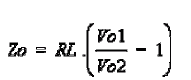 Zo = RL .(Vo1/Vo2 − 1)